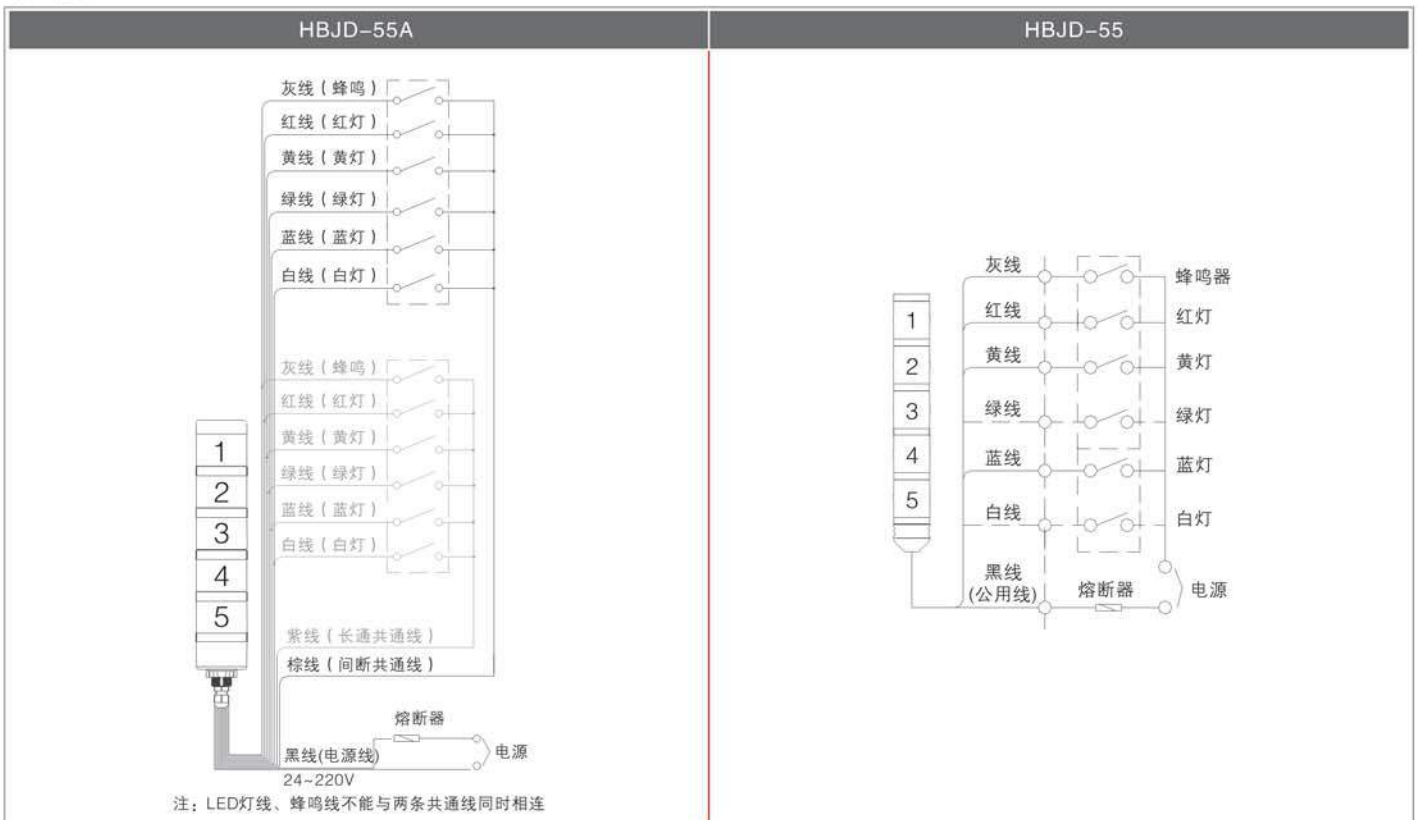 HBJD-55A
灰线 ( 蜂鸣 )
红线 ( 红灯 )
黄线 ( 黄灯 )
绿线 ( 绿灯 )
蓝线 ( 蓝灯 )
白线 ( 白灯 )
灰线 ( 蜂鸣 )
红线 ( 红灯 )
黄线 ( 黄灯 )
绿线 ( 绿灯 )
蓝线 ( 蓝灯 )
白线 ( 白灯 )
1
2
3
4
5
紫线 ( 长通共通线 )
棕线 ( 间断共通线 )
熔断器
黑线(电源线)
电源
24~220V
注：LED灯线、蜂鸣线不能与两条共通线同时相连
HBJD-55
灰线 蜂鸣器
红线 红灯
黄线 黄灯
绿线 绿灯
蓝线 蓝灯
白线 白灯
1
2
3
4
5
黑线
(公用线) 熔断器 电源